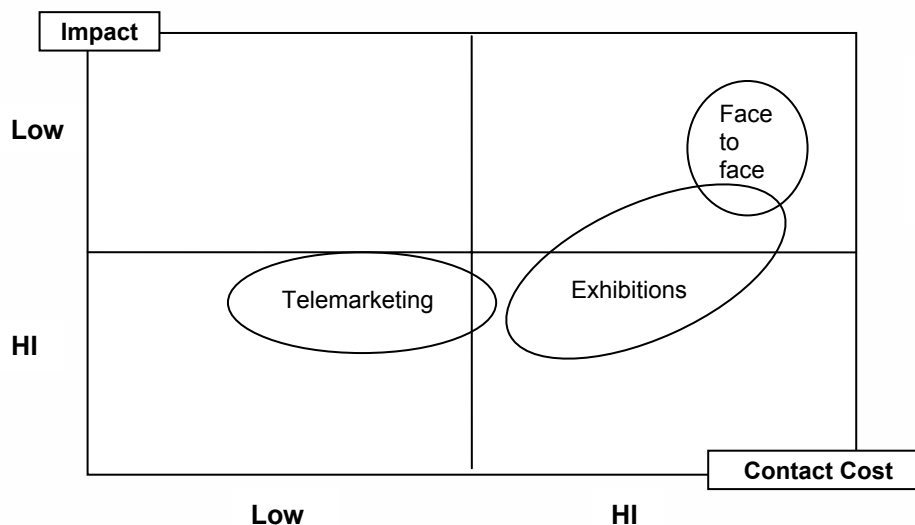 Impact
Low
Face
to
face
Telemarketing
Exhibitions
HI
Contact Cost
Low
HI